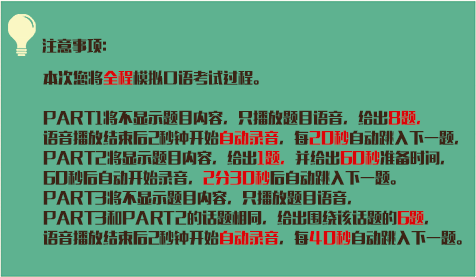 注意事项:
本次您将全程模拟口语考试过程。
PART1将不显示题目内容，只播放题目语音，给出8题，
语音播放结束后2秒钟开始自动录音，每20秒自动跳入下一题，
PART2将显示题目内容，给出1题，并给出60秒准备时间，
60秒后自动开始录音，2分30秒后自动跳入下一题。
PART3将不显示题目内容，只播放题目语音，
PART3和PART2的话题相同，给出围绕该话题的6题，
语音播放结束后2秒钟开始自动录音，每40秒自动跳入下一题。